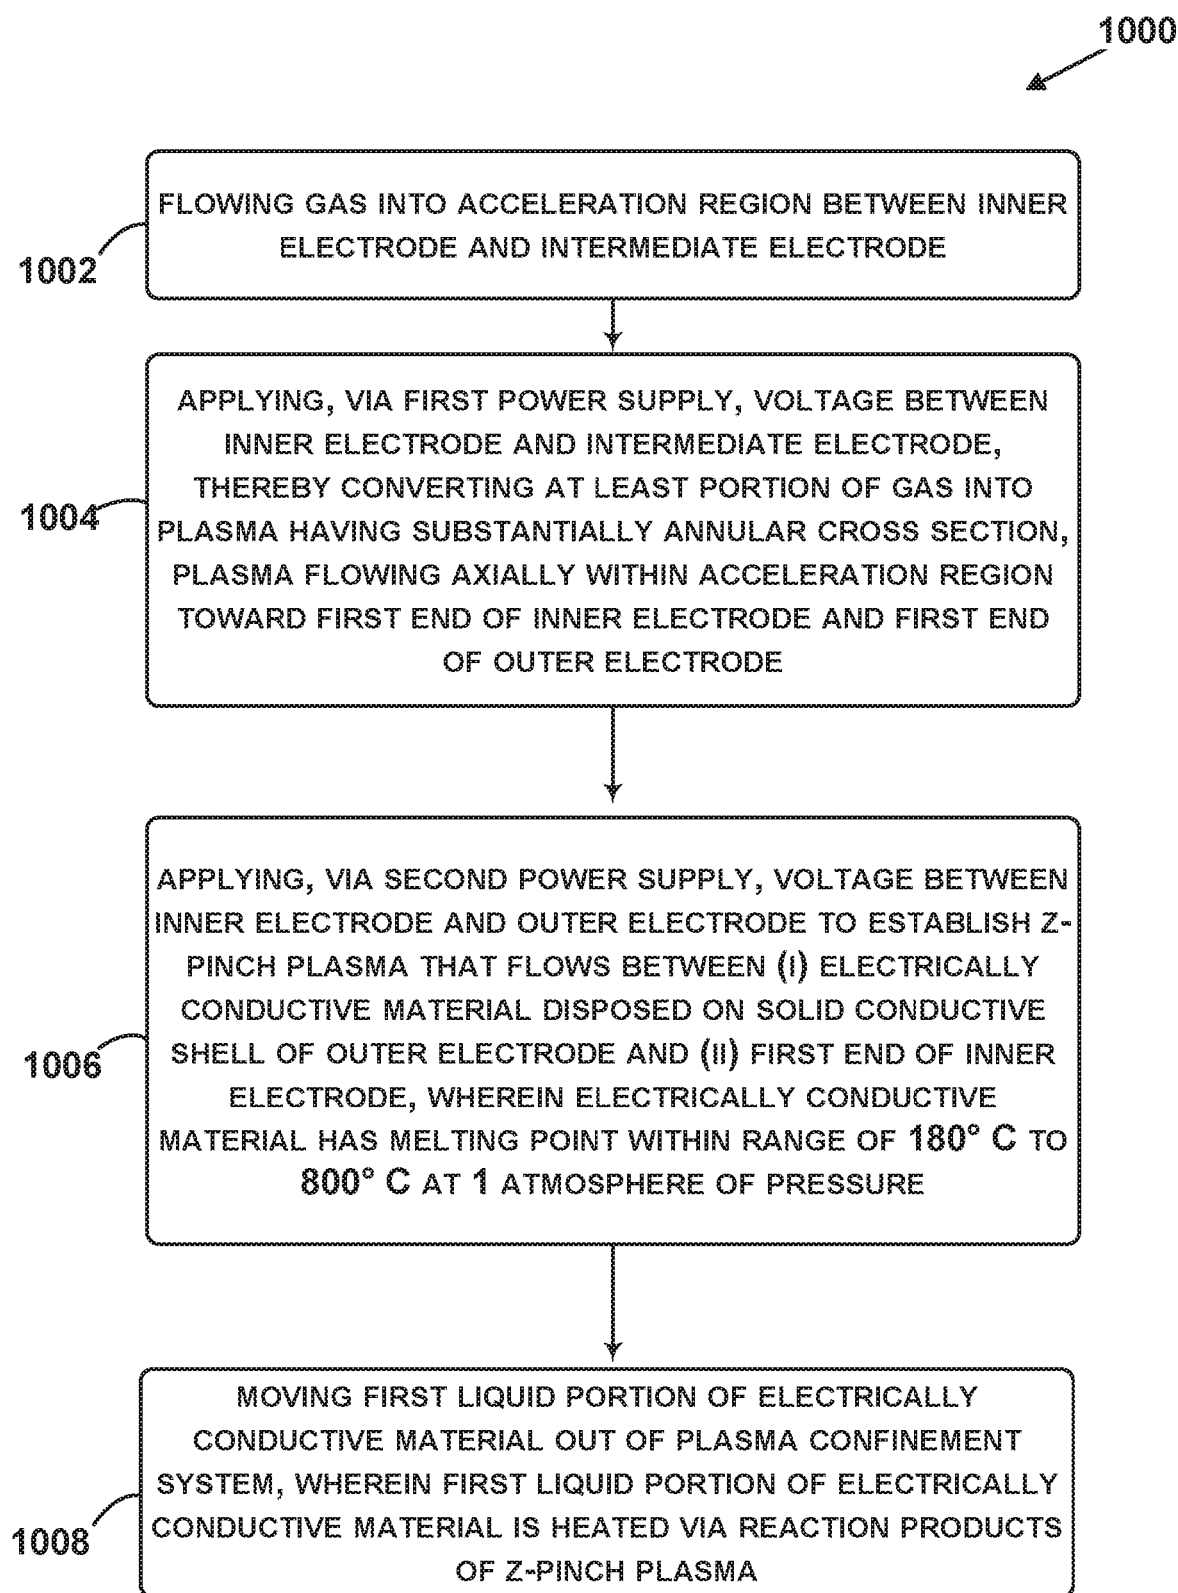 1000
FLOWING GAS INTO ACCELERATION REGION BETWEEN INNER
ELECTRODE AND INTERMEDIATE ELECTRODE
1002
APPLYING, VIA FIRST POWER SUPPLY, VOLTAGE BETWEEN
INNER ELECTRODE AND INTERMEDIATE ELECTRODE,
THEREBY CONVERTING AT LEAST PORTION OF GAS INTO
PLASMA HAVING SUBSTANTIALLY ANNULAR CROSS SECTION,
PLASMA FLOWING AXIALLY WITHIN ACCELERATION REGION
TOWARD FIRST END OF INNER ELECTRODE AND FIRST END
OF OUTER ELECTRODE
1004
APPLYING, VIA SECOND POWER SUPPLY, VOLTAGE BETWEEN
INNER ELECTRODE AND OUTER ELECTRODE TO ESTABLISH Z-
PINCH PLASMA THAT FLOWS BETWEEN (I) ELECTRICALLY
CONDUCTIVE MATERIAL DISPOSED ON SOLID CONDUCTIVE
SHELL OF OUTER ELECTRODE AND (II) FIRST END OF INNER
ELECTRODE, WHEREIN ELECTRICALLY CONDUCTIVE
MATERIAL HAS MELTING POINT WITHIN RANGE OF 180° C TO
800° C AT 1 ATMOSPHERE OF PRESSURE
1006
MOVING FIRST LIQUID PORTION OF ELECTRICALLY
CONDUCTIVE MATERIAL OUT OF PLASMA CONFINEMENT
SYSTEM, WHEREIN FIRST LIQUID PORTION OF ELECTRICALLY
CONDUCTIVE MATERIAL IS HEATED VIA REACTION PRODUCTS
OF Z-PINCH PLASMA
1008